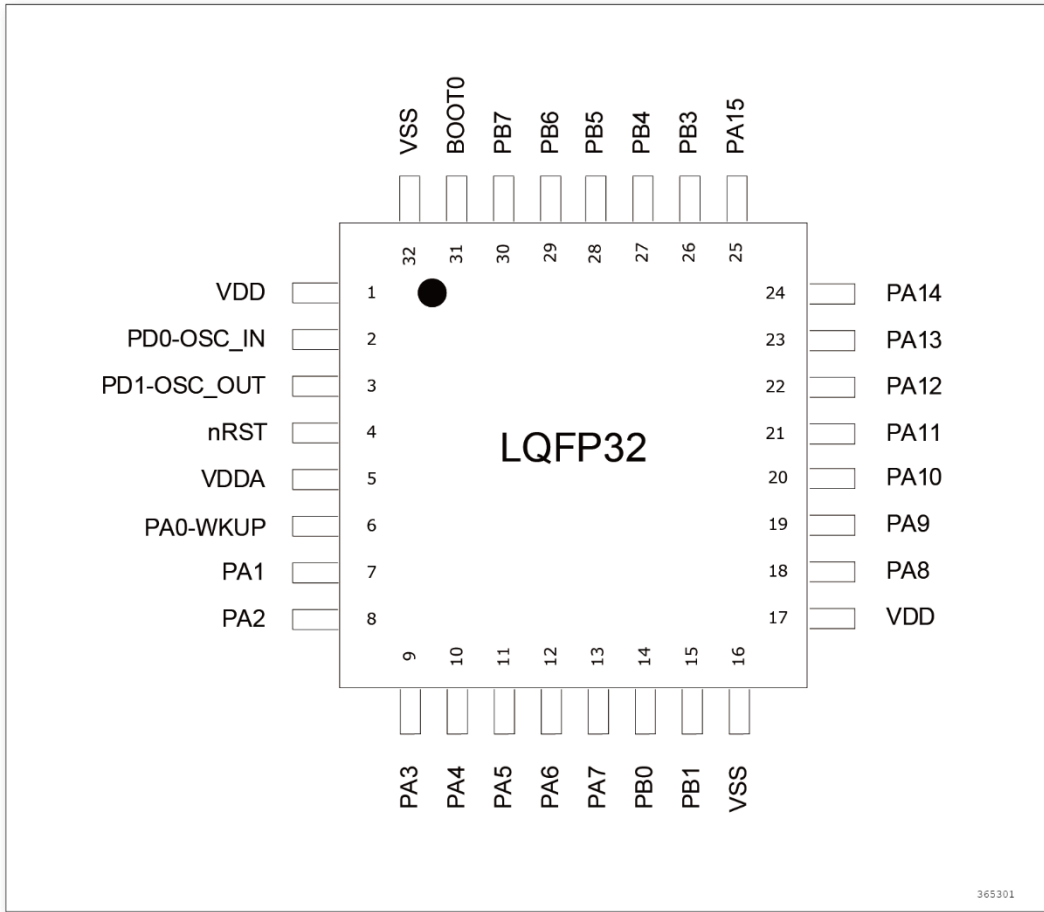 VSS
BOOT0
PB7
PB6
PB5
PB4
PB3
PA15
32
31
30
29
28
27
26
25
VDD 1
PD0-OSC_IN 2
PD1-OSC_OUT 3
nRST 4
VDDA 5
PA0-WKUP 6
PA1 7
PA2 8
LQFP32
24 PA14
23 PA13
22 PA12
21 PA11
20 PA10
19 PA9
18 PA8
17 VDD
9
10
11
12
13
14
15
16
PA3
PA4
PA5
PA6
PA7
PB0
PB1
VSS
365301